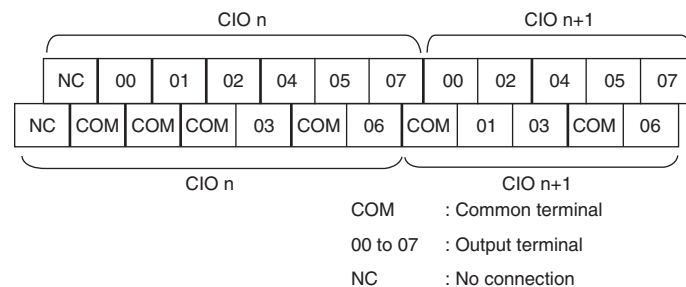 CIO n CIO n+1
NC 00 01 02 04 05 07 00 02 04 05 07
NC COM COM COM 03 COM 06 COM 01 03 COM 06
CIO n CIO n+1
COM : Common terminal
00 to 07 : Output terminal
NC : No connection